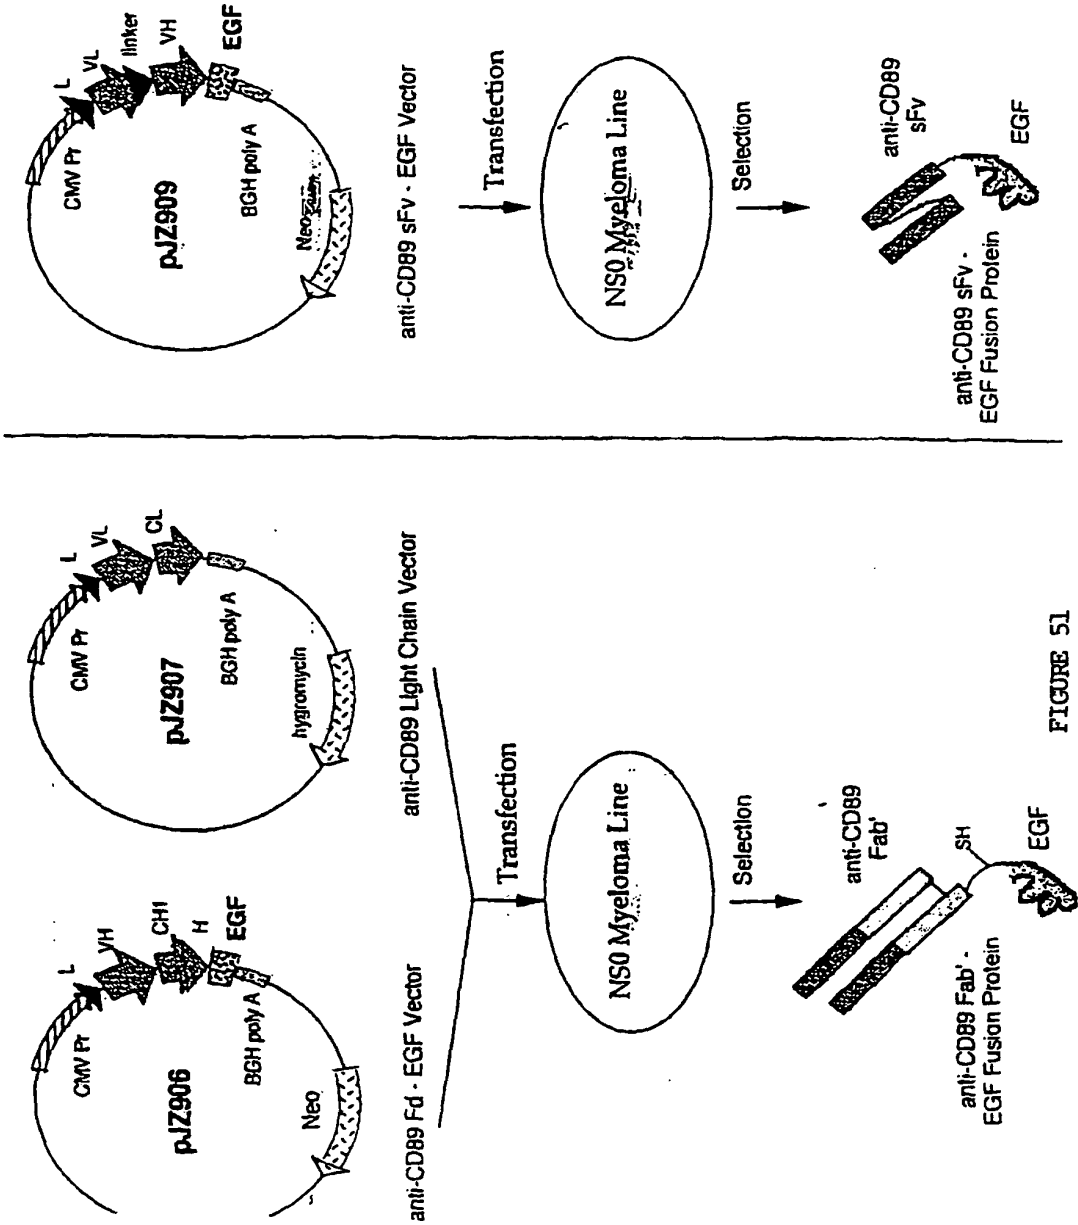 L
VH
CMV Pr
CH1
H
EGF
pJZ906
BGH poly A
Neo
anti-CD89 Fd - EGF Vector
L
VL
CMV Pr
CL
pJZ907
BGH poly A
hygromycin
anti-CD89 Light Chain Vector
Transfection
NS0 Myeloma Line
Selection
anti-CD89
Fab'
SH
EGF
anti-CD89 Fab' -
EGF Fusion Protein
L
VL
linker
CMV Pr
VH
EGF
pJZ909
BGH poly A
Neo
anti-CD89 sFv - EGF Vector
Transfection
NS0 Myeloma Line
Selection
anti-CD89
sFv
EGF
anti-CD89 sFv -
EGF Fusion Protein
FIGURE 51